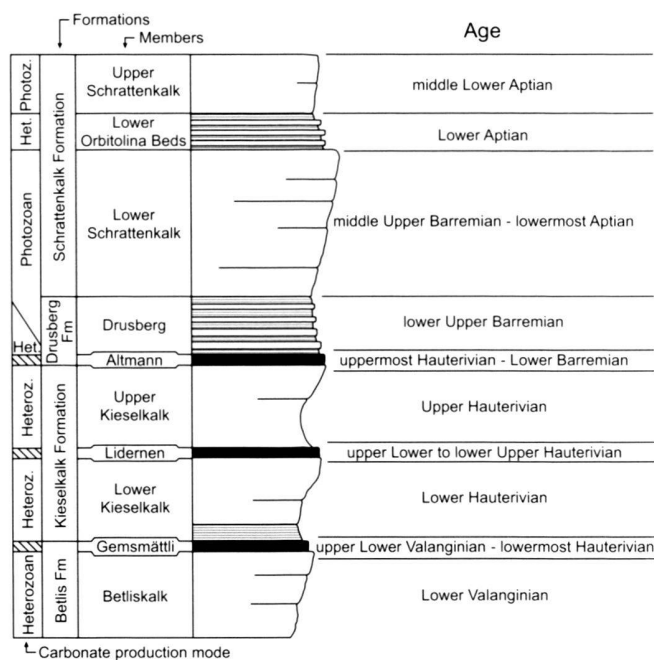 Formations
Members
Age
Photoz.
Het.
Photozoan
Het.
Heteroz.
Heteroz.
Heterozoan
Schrattenkalk Formation
Drusberg
Fm
Kieselkalk Formation
Betlis Fm
Upper
Schrattenkalk
middle Lower Aptian
Lower
Orbitolina Beds
Lower Aptian
Lower
Schrattenkalk
middle Upper Barremian - lowermost Aptian
Drusberg
lower Upper Barremian
Altmann
uppermost Hauterivian - Lower Barremian
Upper
Kieselkalk
Upper Hauterivian
Lidernen
upper Lower to lower Upper Hauterivian
Lower
Kieselkalk
Lower Hauterivian
Gemsmättli
upper Lower Valanginian - lowermost Hauterivian
Betliskalk
Lower Valanginian
Carbonate production mode